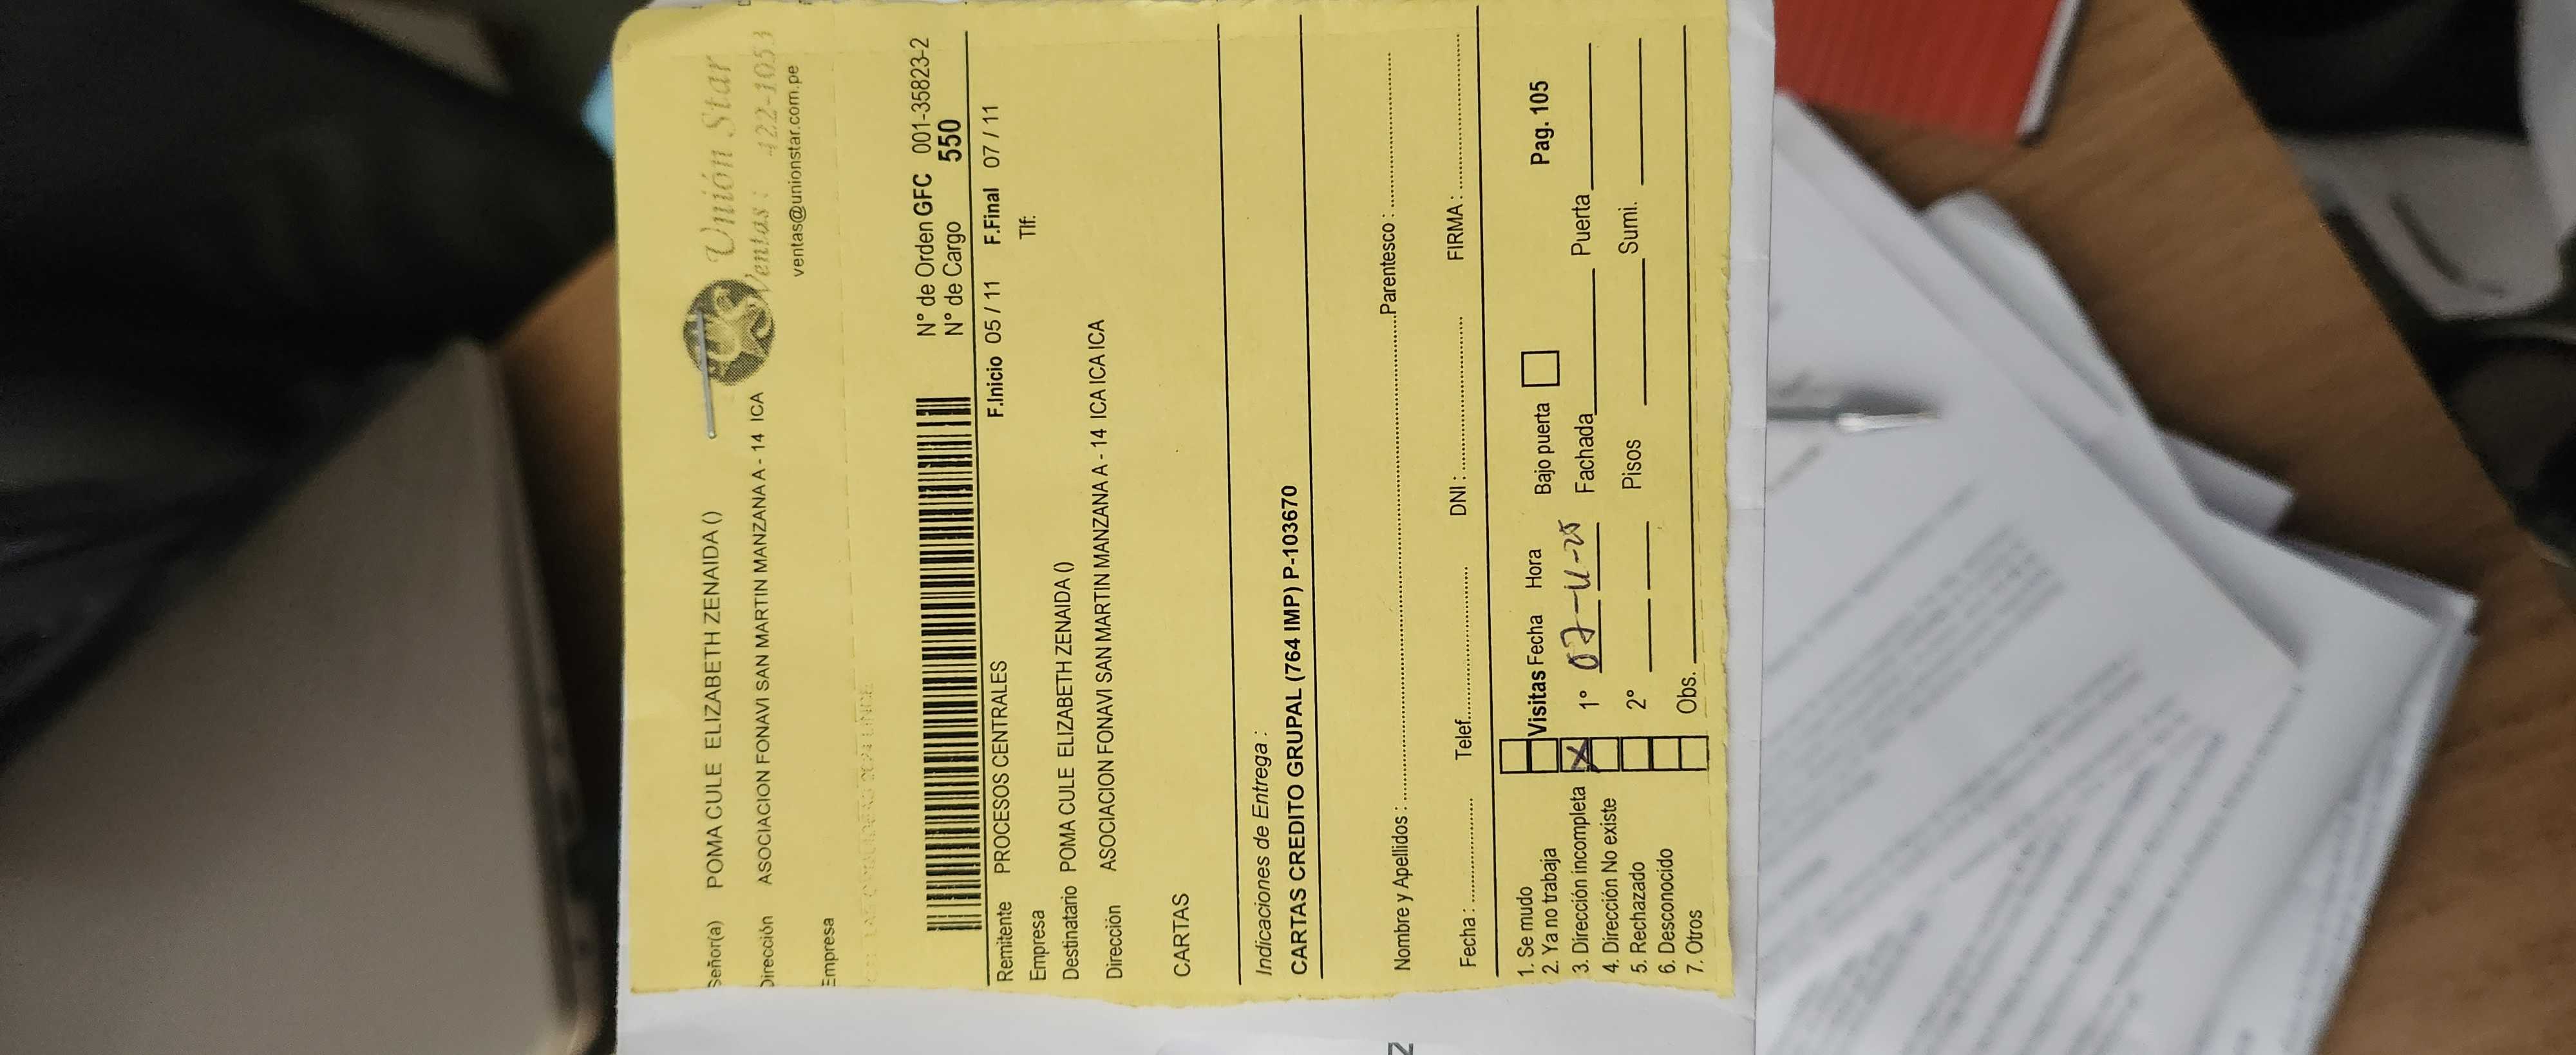 Unión Star
Señor(a) POMA CULE ELIZABETH ZENAIDA ()
Ventas : 422-1053
Dirección ASOCIACION FONAVI SAN MARTIN MANZANA A - 14 ICA
ventas@unionstar.com.pe
Empresa
N° de Orden GFC 001-35823-2
N° de Cargo 550
Remitente PROCESOS CENTRALES F.Inicio 05 / 11 F.Final 07 / 11
Empresa Tlf:
Destinatario POMA CULE ELIZABETH ZENAIDA ()
Dirección ASOCIACION FONAVI SAN MARTIN MANZANA A - 14 ICA ICA ICA
CARTAS
Indicaciones de Entrega :
CARTAS CREDITO GRUPAL (764 IMP) P-103670
Nombre y Apellidos : Parentesco :
Fecha : Telef. DNI : FIRMA :
1. Se mudo Visitas Fecha Hora Bajo puerta Pag. 105
2. Ya no trabaja
3. Dirección incompleta X 1° 07-11-25 Fachada Puerta
4. Dirección No existe
5. Rechazado 2° Pisos Sumi.
6. Desconocido
7. Otros Obs.